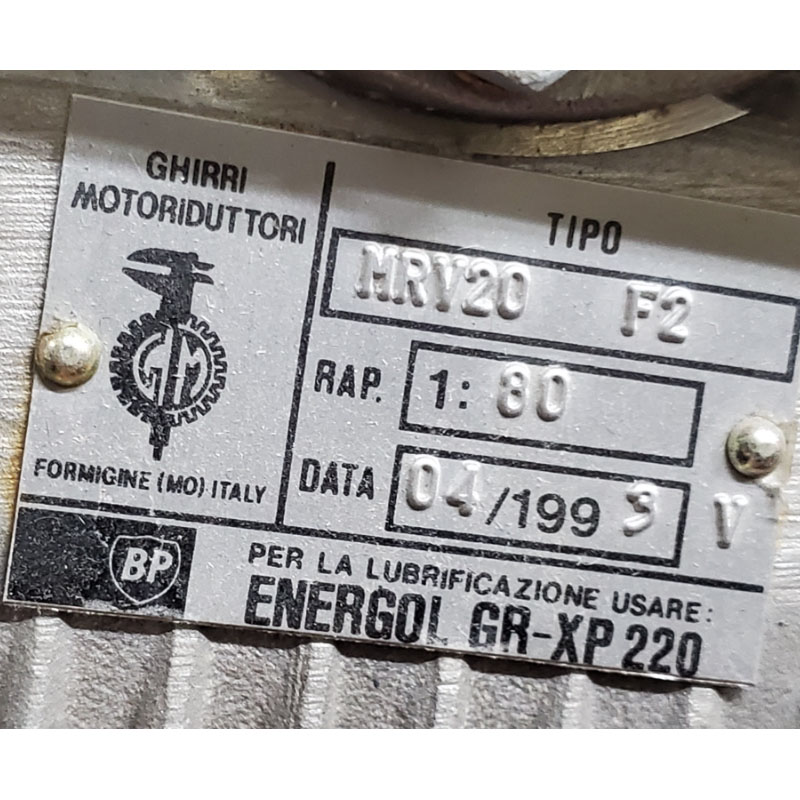 GHIRRI
MOTORIDUTTORI
GM
FORMIGINE (MO) ITALY
TIPO
MRV20 F2
RAP. 1: 80
DATA 04/1993 V
BP
PER LA LUBRIFICAZIONE USARE:
ENERGOL GR-XP 220